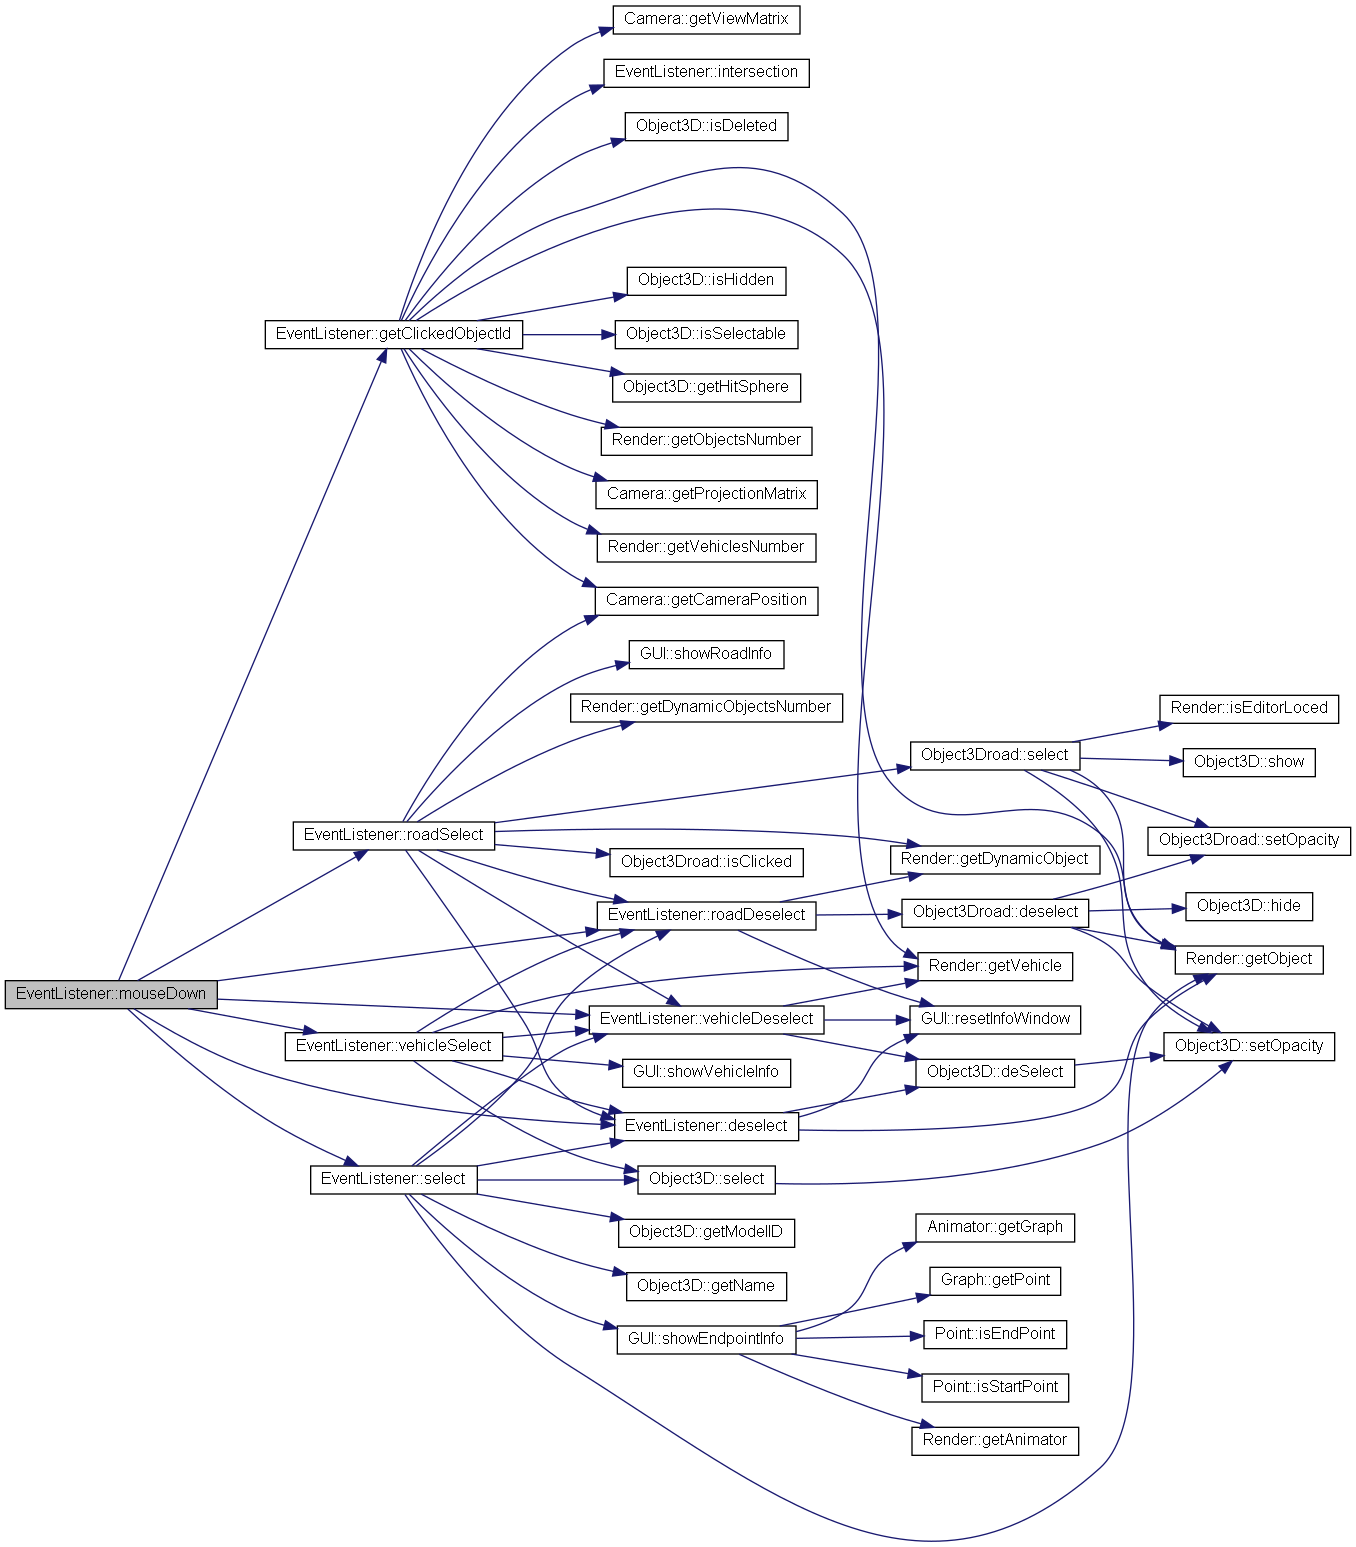 Camera::getViewMatrix
EventListener::intersection
Object3D::isDeleted
Object3D::isHidden
EventListener::getClickedObjectId
Object3D::isSelectable
Object3D::getHitSphere
Render::getObjectsNumber
Camera::getProjectionMatrix
Render::getVehiclesNumber
Camera::getCameraPosition
GUI::showRoadInfo
Render::getDynamicObjectsNumber
Render::isEditorLoced
Object3Droad::select
Object3D::show
EventListener::roadSelect
Object3Droad::setOpacity
Object3Droad::isClicked
Render::getDynamicObject
Object3D::hide
EventListener::roadDeselect
Object3Droad::deselect
Render::getObject
Render::getVehicle
EventListener::mouseDown
EventListener::vehicleDeselect
GUI::resetInfoWindow
EventListener::vehicleSelect
Object3D::setOpacity
GUI::showVehicleInfo
Object3D::deSelect
EventListener::deselect
EventListener::select
Object3D::select
Object3D::getModelID
Animator::getGraph
Object3D::getName
Graph::getPoint
GUI::showEndpointInfo
Point::isEndPoint
Point::isStartPoint
Render::getAnimator